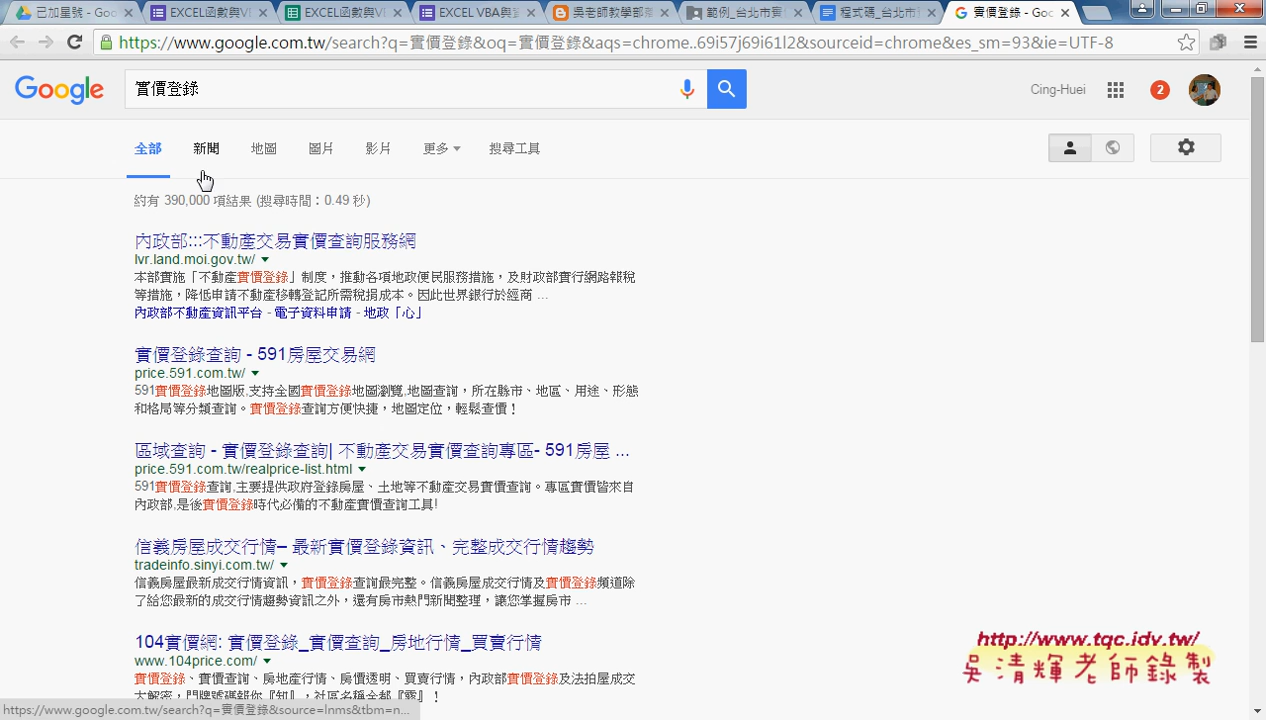 已加星號 - Goo
EXCEL函數與VB
EXCEL函數與VB
EXCEL VBA與資
吳老師教學部落
範例_台北市實價
程式碼_台北市實
實價登錄 - Goo
https://www.google.com.tw/search?q=實價登錄&oq=實價登錄&aqs=chrome..69i57j69i61l2&sourceid=chrome&es_sm=93&ie=UTF-8
Google
實價登錄
Cing-Huei
2
全部
新聞
地圖
圖片
影片
更多
搜尋工具
約有 390,000 項結果 (搜尋時間：0.49 秒)
內政部:::不動產交易實價查詢服務網
lvr.land.moi.gov.tw/
本部實施「不動產實價登錄」制度，推動各項地政便民服務措施，及財政部實行網路報稅
等措施，降低申請不動產移轉登記所需稅捐成本。因此世界銀行於經商 ...
內政部不動產資訊平台 - 電子資料申請 - 地政「心」
實價登錄查詢 - 591房屋交易網
price.591.com.tw/
591實價登錄地圖版,支持全國實價登錄地圖瀏覽,地圖查詢，所在縣市、地區、用途、形態
和格局等分類查詢。實價登錄查詢方便快捷，地圖定位，輕鬆查價！
區域查詢 - 實價登錄查詢| 不動產交易實價查詢專區- 591房屋 ...
price.591.com.tw/realprice-list.html
591實價登錄查詢,主要提供政府登錄房屋、土地等不動產交易實價查詢。專區實價皆來自
內政部,是後實價登錄時代必備的不動產實價查詢工具!
信義房屋成交行情– 最新實價登錄資訊、完整成交行情趨勢
tradeinfo.sinyi.com.tw/
信義房屋最新成交行情資訊，實價登錄查詢最完整。信義房屋成交行情及實價登錄頻道除
了給您最新的成交行情趨勢資訊之外，還有房市熱門新聞整理，讓您掌握房市 ...
104實價網: 實價登錄_實價查詢_房地行情_買賣行情
www.104price.com/
實價登錄、實價查詢、房地產行情、房價透明、買賣行情，內政部實價登錄及法拍屋成交
大解密，門牌號碼報你『知』，社區名稱全都『露』！
https://www.google.com.tw/search?q=實價登錄&source=lnms&tbm=n...
http://www.tqc.idv.tw/
吳清輝老師錄製